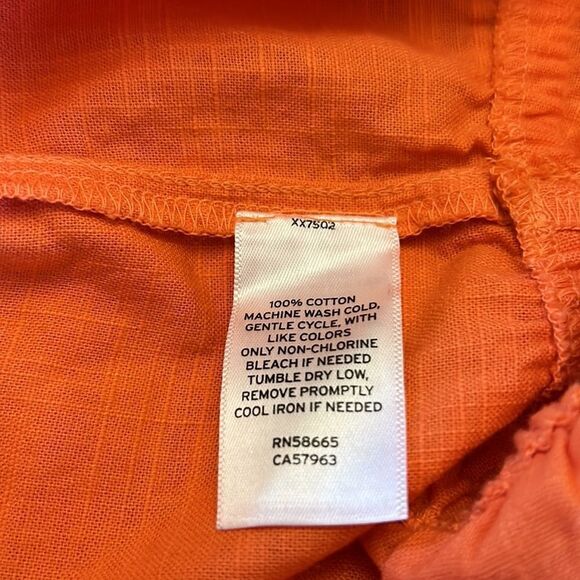 XX7502
100% COTTON
MACHINE WASH COLD,
GENTLE CYCLE, WITH
LIKE COLORS
ONLY NON-CHLORINE
BLEACH IF NEEDED
TUMBLE DRY LOW,
REMOVE PROMPTLY
COOL IRON IF NEEDED
RN58665
CA57963